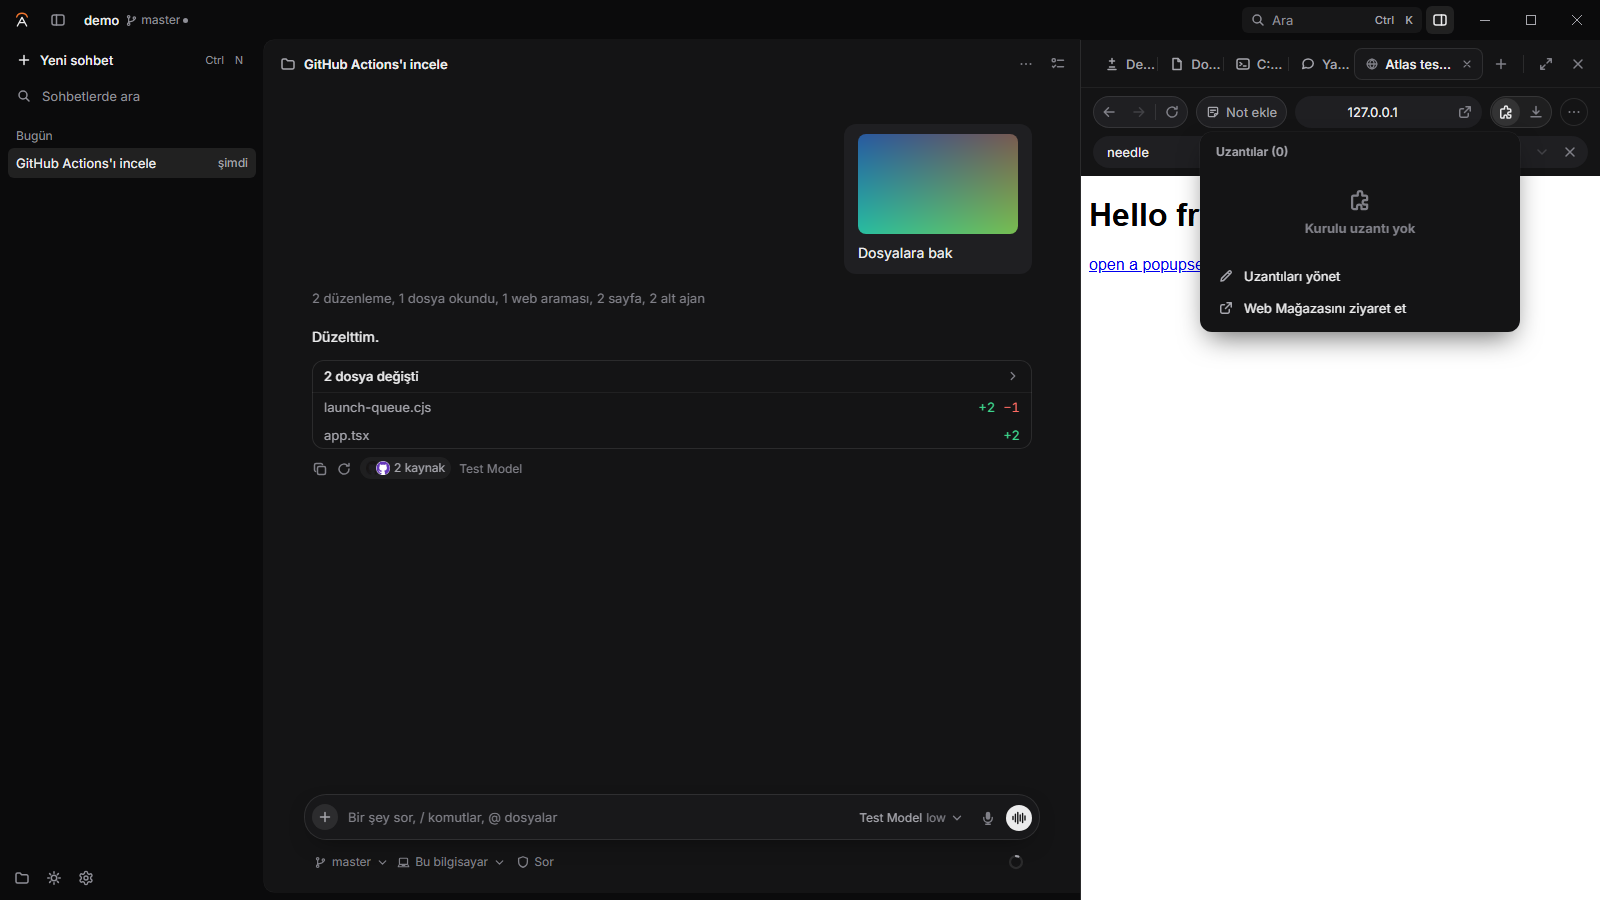 demo master
Ara Ctrl K
Yeni sohbet Ctrl N
Sohbetlerde ara
Bugün
GitHub Actions'ı incele şimdi
GitHub Actions'ı incele
Dosyalara bak
2 düzenleme, 1 dosya okundu, 1 web araması, 2 sayfa, 2 alt ajan
Düzelttim.
2 dosya değişti
launch-queue.cjs +2 −1
app.tsx +2
2 kaynak Test Model
Bir şey sor, / komutlar, @ dosyalar
Test Model low
master Bu bilgisayar Sor
De... Do... C:... Ya... Atlas tes...
Not ekle 127.0.0.1
needle
Uzantılar (0)
Kurulu uzantı yok
Uzantıları yönet
Web Mağazasını ziyaret et
Hello fr
open a popupse